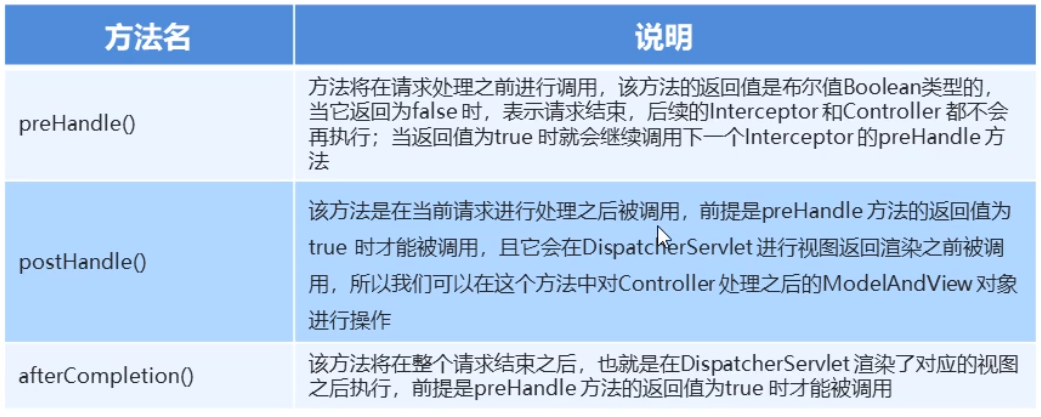 方法名 说明
方法将在请求处理之前进行调用，该方法的返回值是布尔值Boolean类型的，
当它返回为false 时，表示请求结束，后续的Interceptor 和Controller 都不会
preHandle()
再执行；当返回值为true 时就会继续调用下一个Interceptor 的preHandle 方
法
该方法是在当前请求进行处理之后被调用，前提是preHandle 方法的返回值为
true 时才能被调用，且它会在DispatcherServlet 进行视图返回渲染之前被调
postHandle()
用，所以我们可以在这个方法中对Controller 处理之后的ModelAndView 对象
进行操作
该方法将在整个请求结束之后，也就是在DispatcherServlet 渲染了对应的视图
afterCompletion()
之后执行，前提是preHandle 方法的返回值为true 时才能被调用